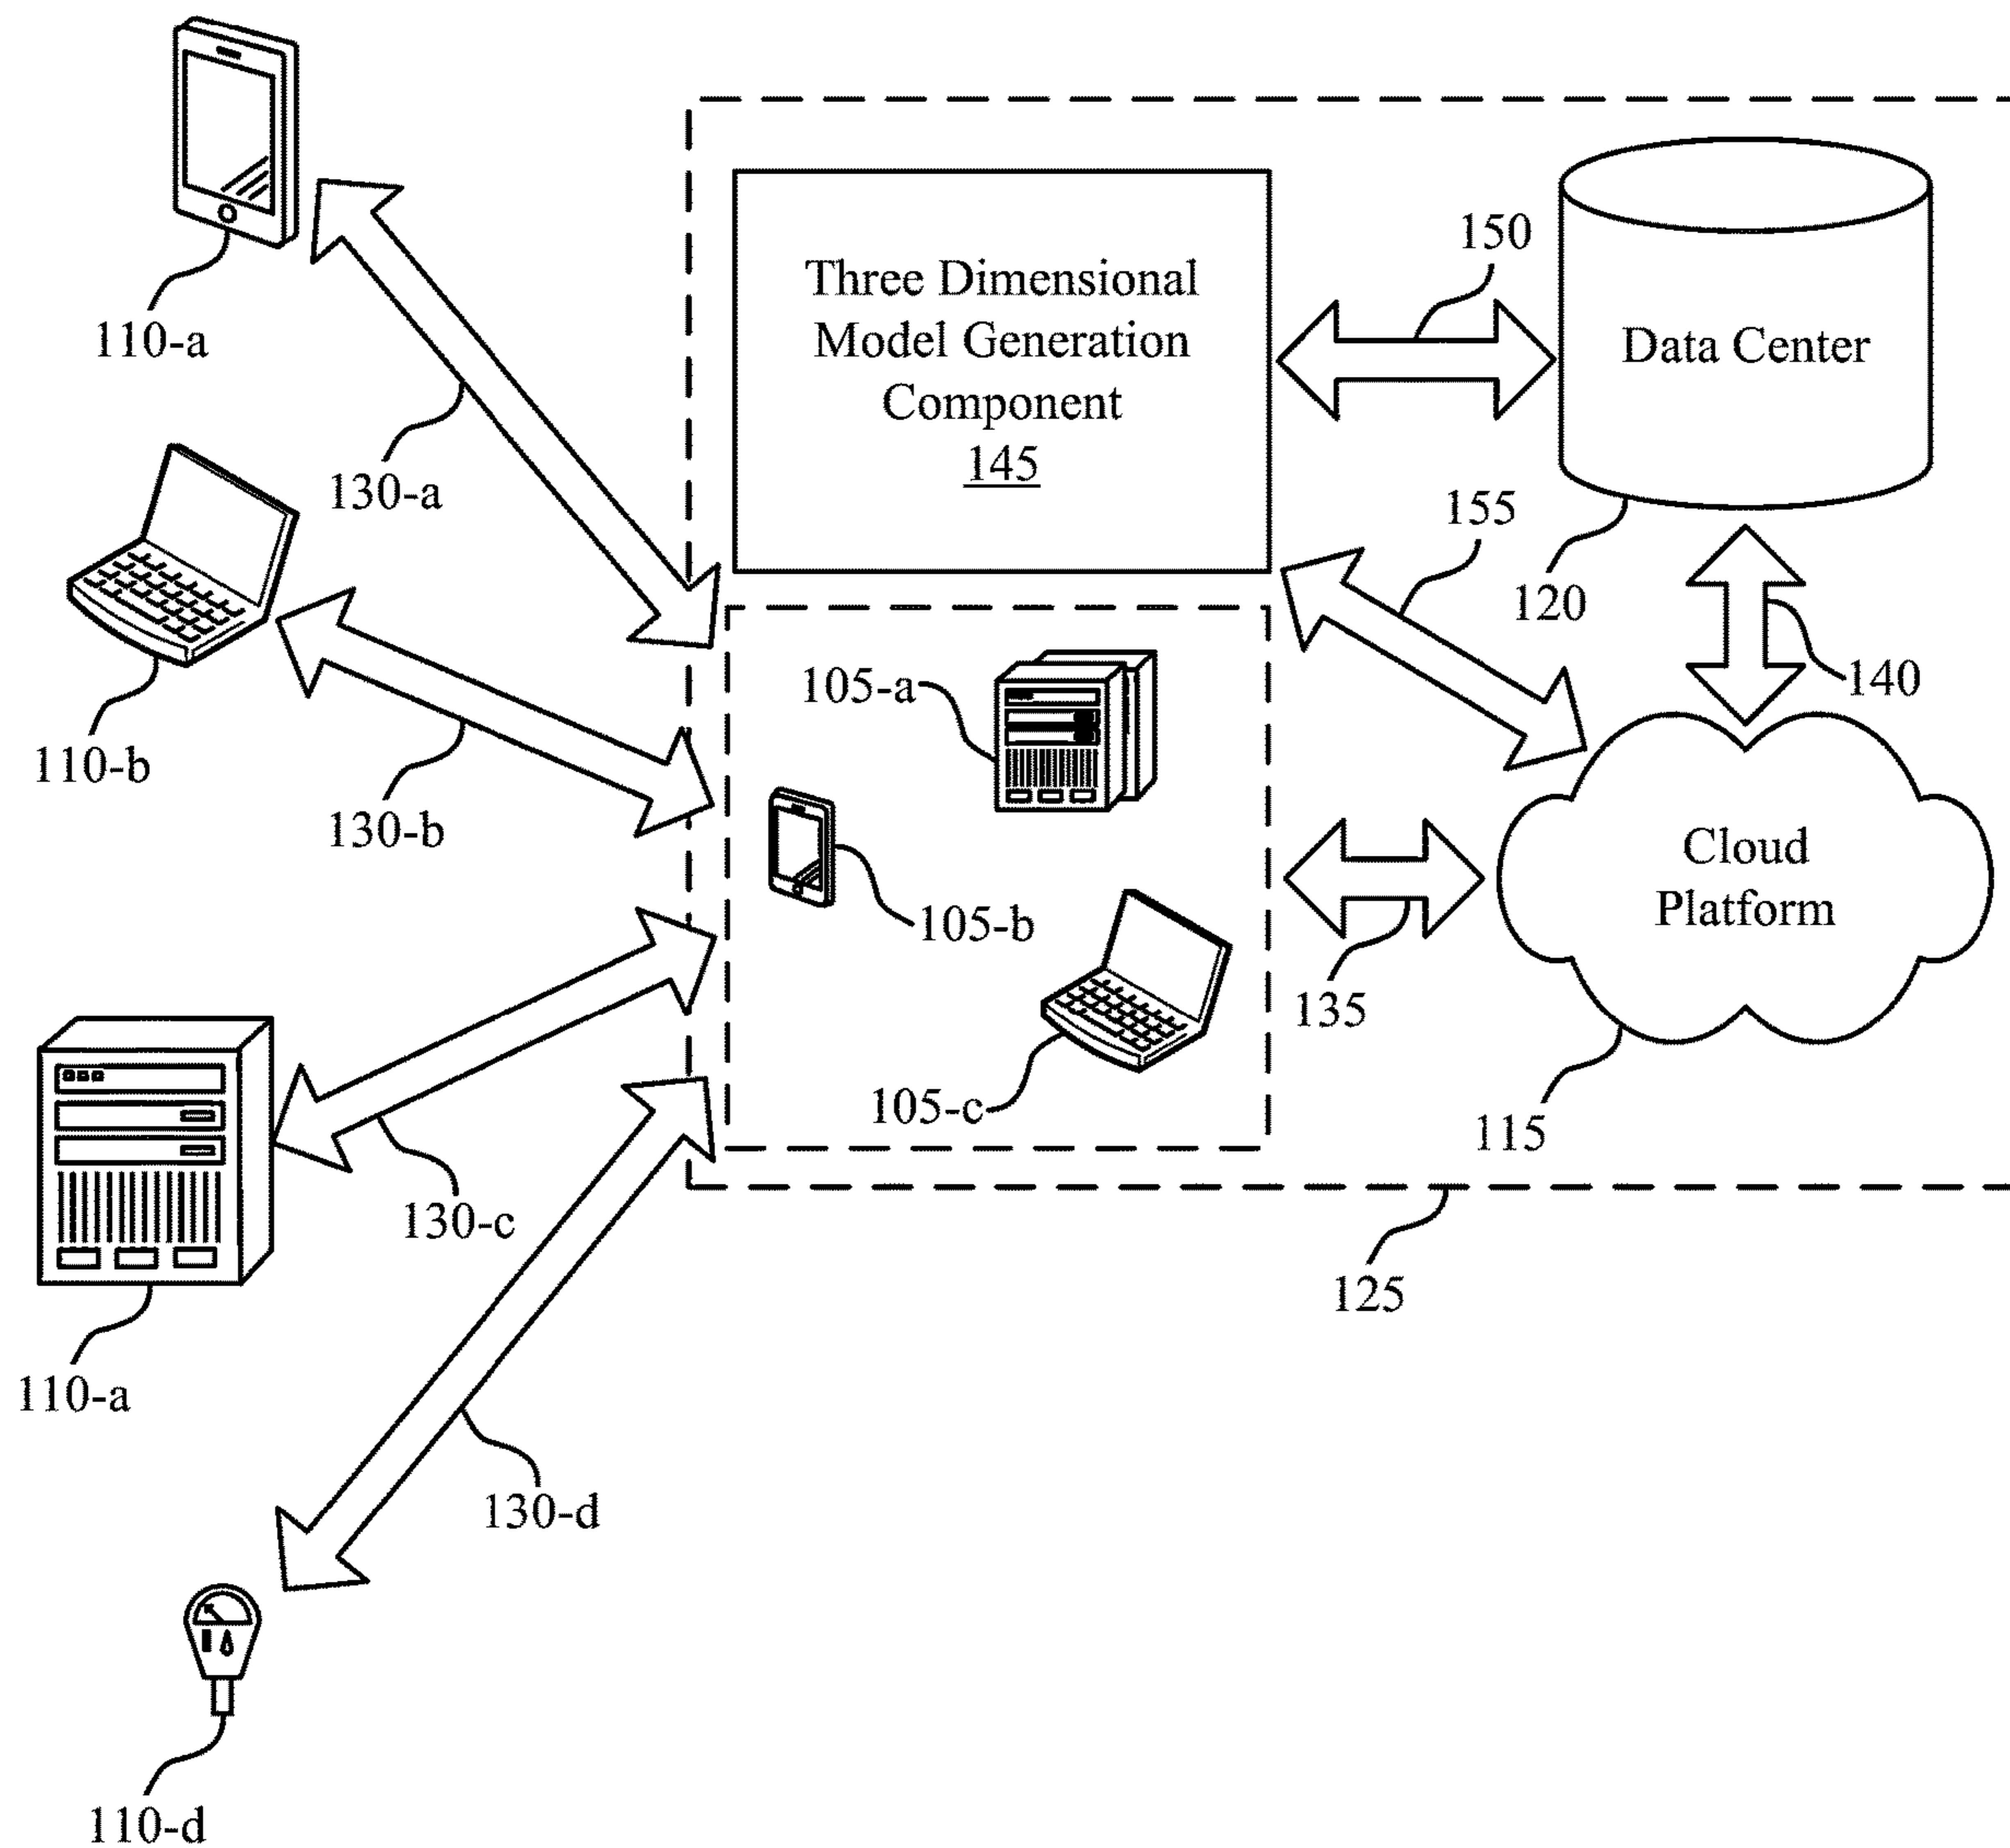 110-a
130-a
110-b
130-b
110-a
130-c
130-d
110-d
Three Dimensional
Model Generation
Component
145
150
Data Center
155
120
140
105-a
105-b
105-c
Cloud
Platform
135
115
125